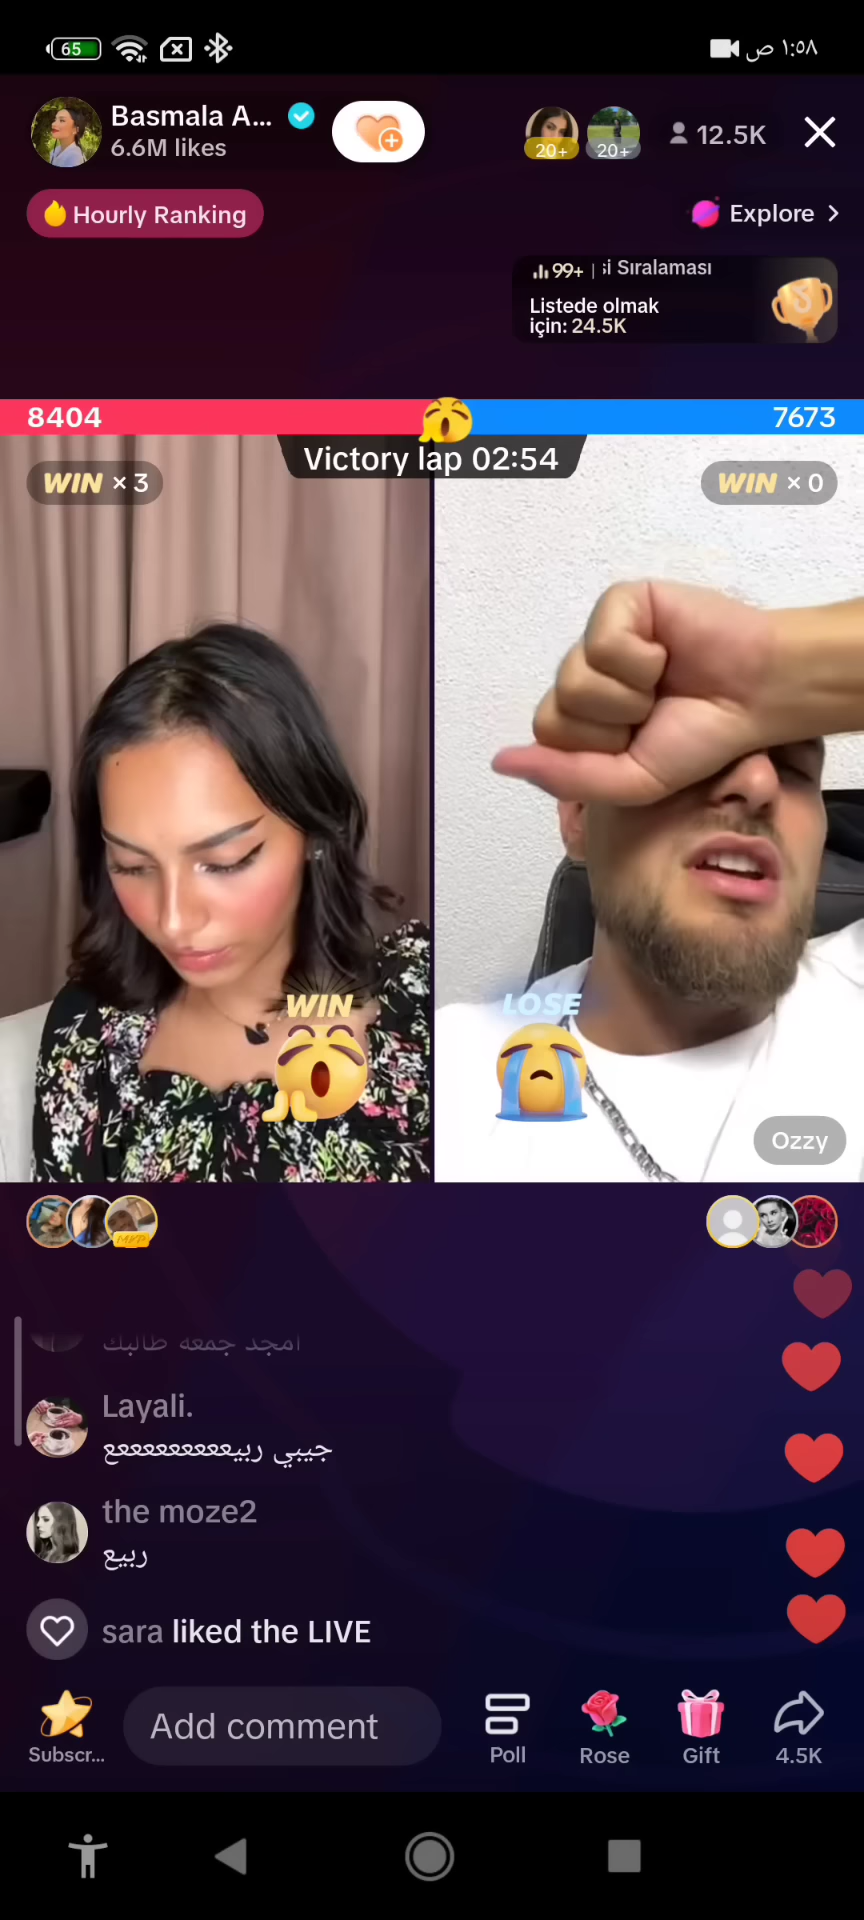 65
١:٥٨ ص
Basmala A...
6.6M likes
20+
20+
12.5K
Hourly Ranking
Explore
99+ | si Sıralaması
Listede olmak
için: 24.5K
8404
7673
Victory lap 02:54
WIN × 3
WIN × 0
WIN
LOSE
Ozzy
امجد جمعه طالبك
Layali.
جيبي ربيعععععععععع
the moze2
ربيع
sara liked the LIVE
Subscr...
Add comment
Poll
Rose
Gift
4.5K